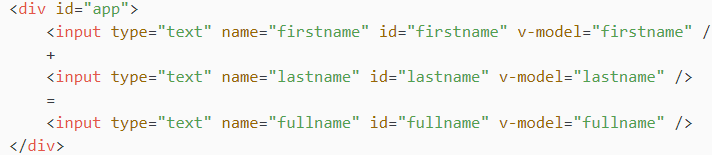 <div id="app">
<input type="text" name="firstname" id="firstname" v-model="firstname" /
+
<input type="text" name="lastname" id="lastname" v-model="lastname" />
=
<input type="text" name="fullname" id="fullname" v-model="fullname" />
</div>